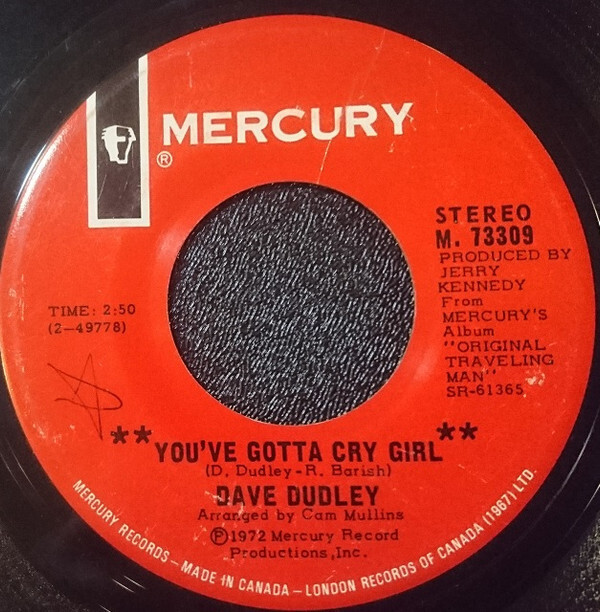 MERCURY
®
STEREO
M. 73309
PRODUCED BY
JERRY
KENNEDY
From
MERCURY'S
Album
"ORIGINAL
TRAVELING
MAN"
SR-61365
TIME: 2:50
(2-49778)
**YOU'VE GOTTA CRY GIRL**
(D. Dudley-R. Barish)
DAVE DUDLEY
Arranged by Cam Mullins
Ⓟ1972 Mercury Record
Productions,Inc.
MERCURY RECORDS – MADE IN CANADA – LONDON RECORDS OF CANADA (1967) LTD.